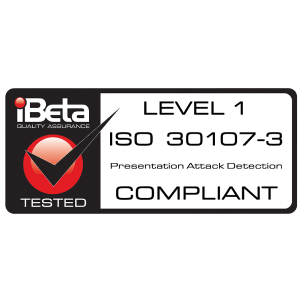 iBeta
QUALITY ASSURANCE
TESTED
LEVEL 1
ISO 30107-3
Presentation Attack Detection
COMPLIANT